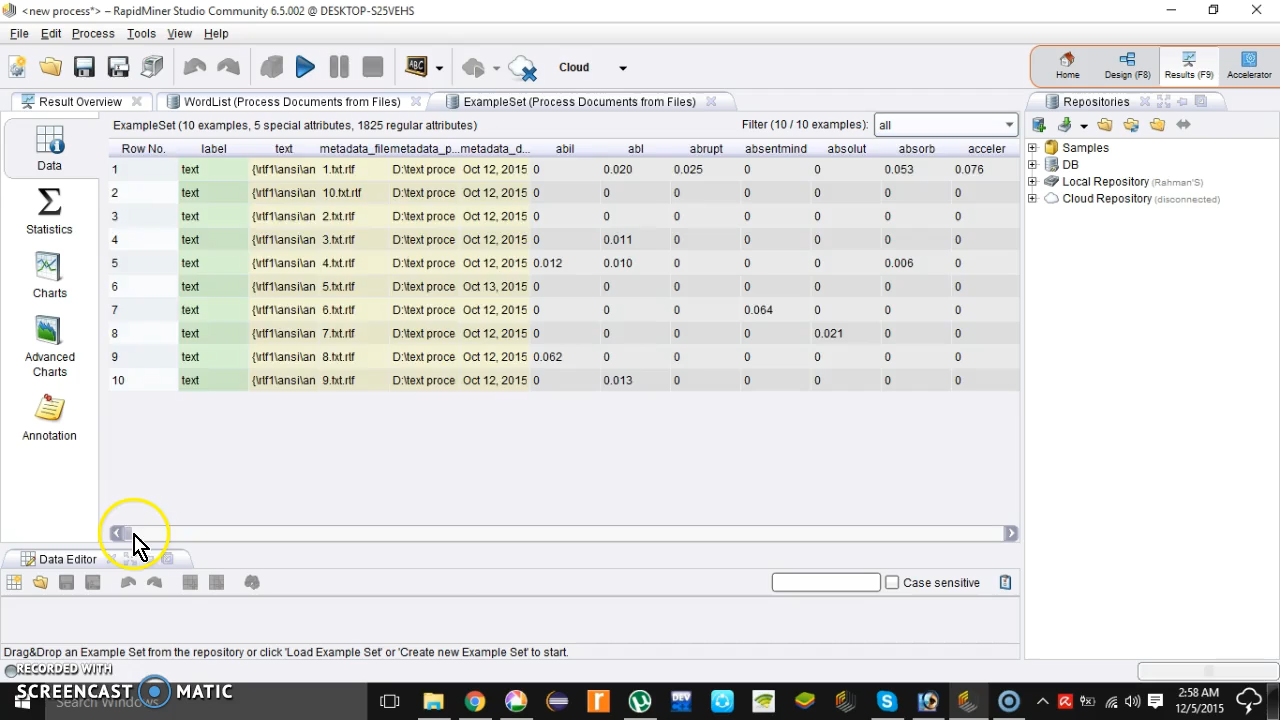 <new process*> – RapidMiner Studio Community 6.5.002 @ DESKTOP-S25VEHS
File Edit Process Tools View Help
Cloud
Home Design (F8) Results (F9) Accelerator
Result Overview WordList (Process Documents from Files) ExampleSet (Process Documents from Files) Repositories
ExampleSet (10 examples, 5 special attributes, 1825 regular attributes) Filter (10 / 10 examples): all
Row No. label text metadata_file metadata_p... metadata_d... abil abl abrupt absentmind absolut absorb acceler
1 text {\rtf1\ansi\an 1.txt.rtf D:\text proce Oct 12, 2015 0 0.020 0.025 0 0 0.053 0.076
2 text {\rtf1\ansi\an 10.txt.rtf D:\text proce Oct 12, 2015 0 0 0 0 0 0 0
3 text {\rtf1\ansi\an 2.txt.rtf D:\text proce Oct 12, 2015 0 0 0 0 0 0 0
4 text {\rtf1\ansi\an 3.txt.rtf D:\text proce Oct 12, 2015 0 0.011 0 0 0 0 0
5 text {\rtf1\ansi\an 4.txt.rtf D:\text proce Oct 12, 2015 0.012 0.010 0 0 0 0.006 0
6 text {\rtf1\ansi\an 5.txt.rtf D:\text proce Oct 13, 2015 0 0 0 0 0 0 0
7 text {\rtf1\ansi\an 6.txt.rtf D:\text proce Oct 12, 2015 0 0 0 0.064 0 0 0
8 text {\rtf1\ansi\an 7.txt.rtf D:\text proce Oct 12, 2015 0 0 0 0 0.021 0 0
9 text {\rtf1\ansi\an 8.txt.rtf D:\text proce Oct 12, 2015 0.062 0 0 0 0 0 0
10 text {\rtf1\ansi\an 9.txt.rtf D:\text proce Oct 12, 2015 0 0.013 0 0 0 0 0
Data
Statistics
Charts
Advanced
Charts
Annotation
Samples
DB
Local Repository (Rahman'S)
Cloud Repository (disconnected)
Data Editor
Case sensitive
Drag&Drop an Example Set from the repository or click 'Load Example Set' or 'Create new Example Set' to start.
RECORDED WITH
SCREENCAST MATIC
Search Windows
2:58 AM
12/5/2015